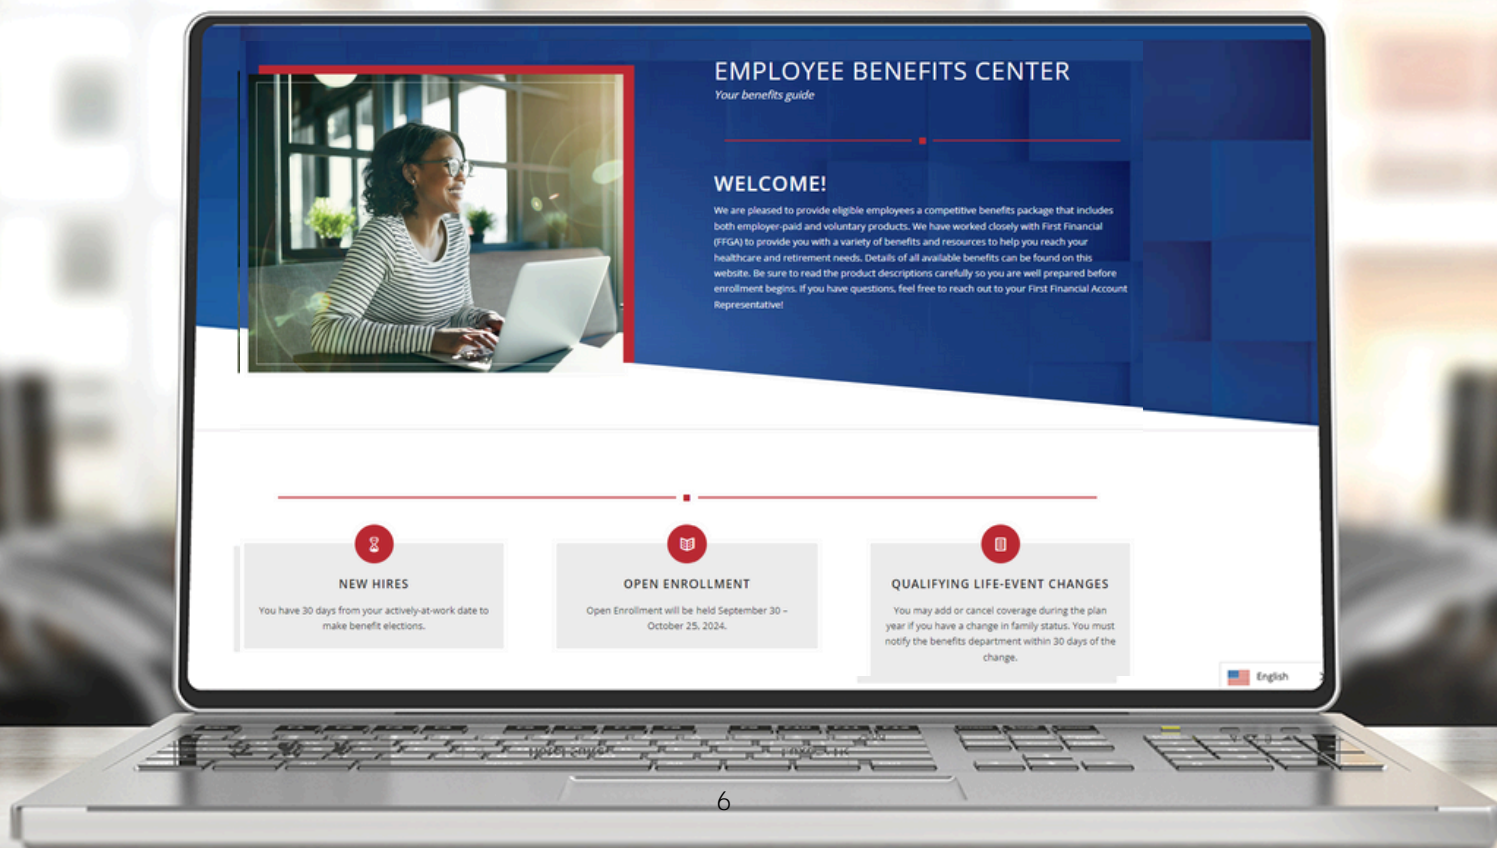 EMPLOYEE BENEFITS CENTER
Your benefits guide
WELCOME!
We are pleased to provide eligible employees a competitive benefits package that includes
both employer-paid and voluntary products. We have worked closely with First Financial
(FFGA) to provide you with a variety of benefits and resources to help you reach your
healthcare and retirement needs. Details of all available benefits can be found on this
website. Be sure to read the product descriptions carefully so you are well prepared before
enrollment begins. If you have questions, feel free to reach out to your First Financial Account
Representative!
NEW HIRES
You have 30 days from your actively-at-work date to
make benefit elections.
OPEN ENROLLMENT
Open Enrollment will be held September 30 –
October 25, 2024.
QUALIFYING LIFE-EVENT CHANGES
You may add or cancel coverage during the plan
year if you have a change in family status. You must
notify the benefits department within 30 days of the
change.
English
6